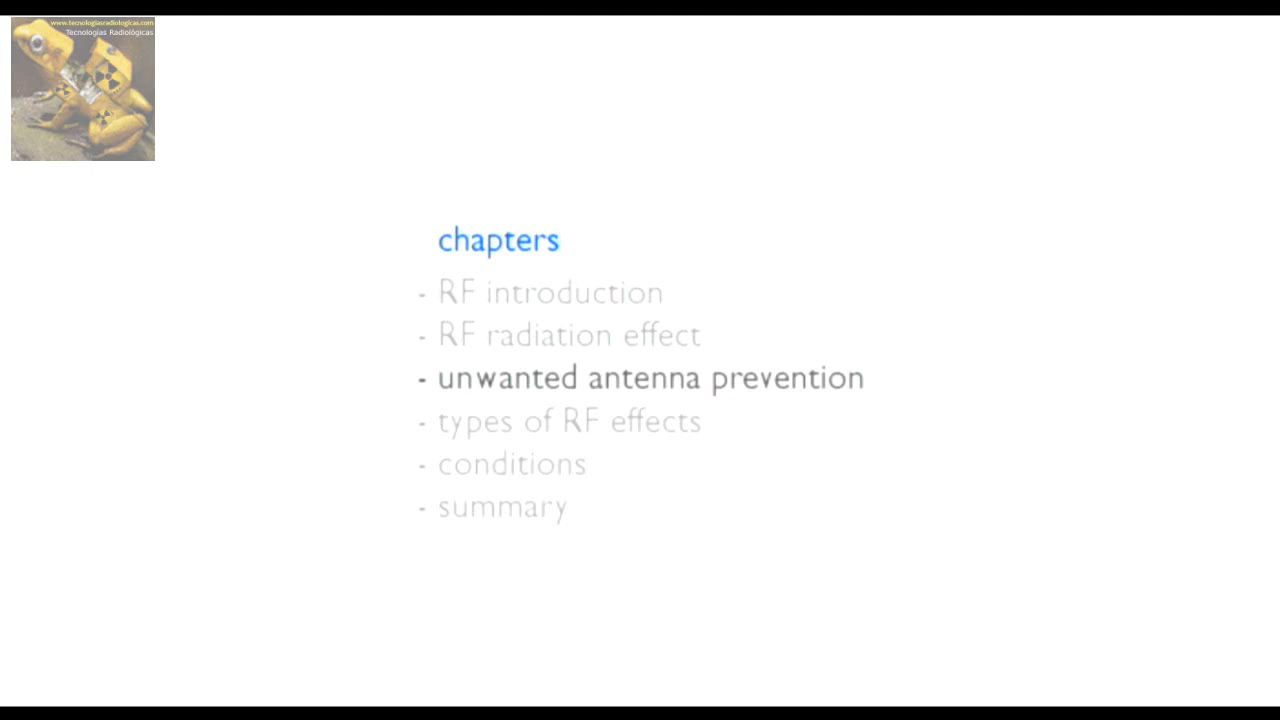 www.tecnologiasradiologicas.com
Tecnologías Radiológicas
chapters
- RF introduction
- RF radiation effect
- unwanted antenna prevention
- types of RF effects
- conditions
- summary